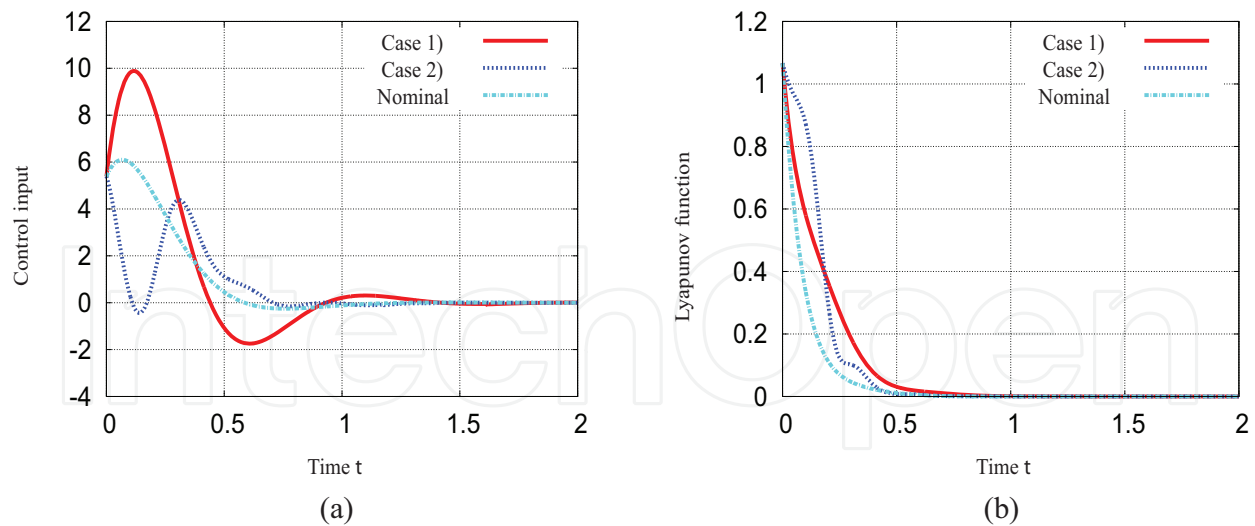 12
10
8
6
4
2
0
-2
-4
0
0.5
1
1.5
2
Case 1)
Case 2)
Nominal
Control input
Time t
(a)
1.2
1
0.8
0.6
0.4
0.2
0
0
0.5
1
1.5
2
Case 1)
Case 2)
Nominal
Lyapunov function
Time t
(b)
IntechOpen